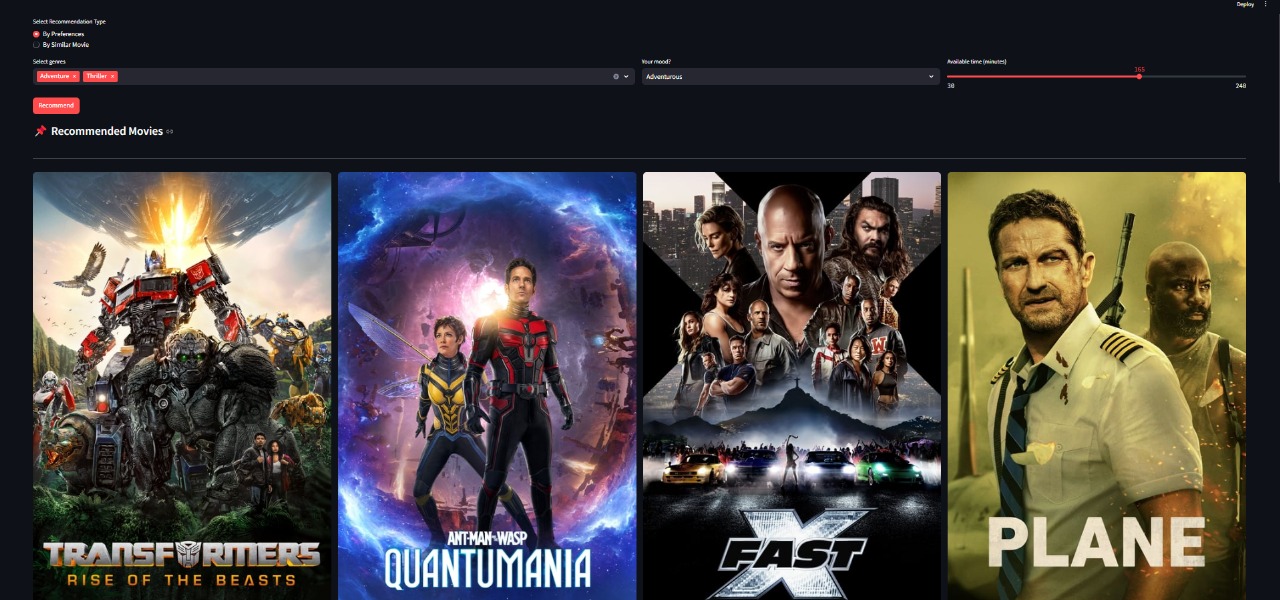 Deploy
Select Recommendation Type
By Preferences
By Similar Movie
Select genres
Adventure ×
Thriller ×
Your mood?
Adventurous
Available time (minutes)
165
30
240
Recommend
Recommended Movies
TRANSFORMERS
RISE OF THE BEASTS
ANT-MAN AND THE WASP
QUANTUMANIA
FAST X
PLANE